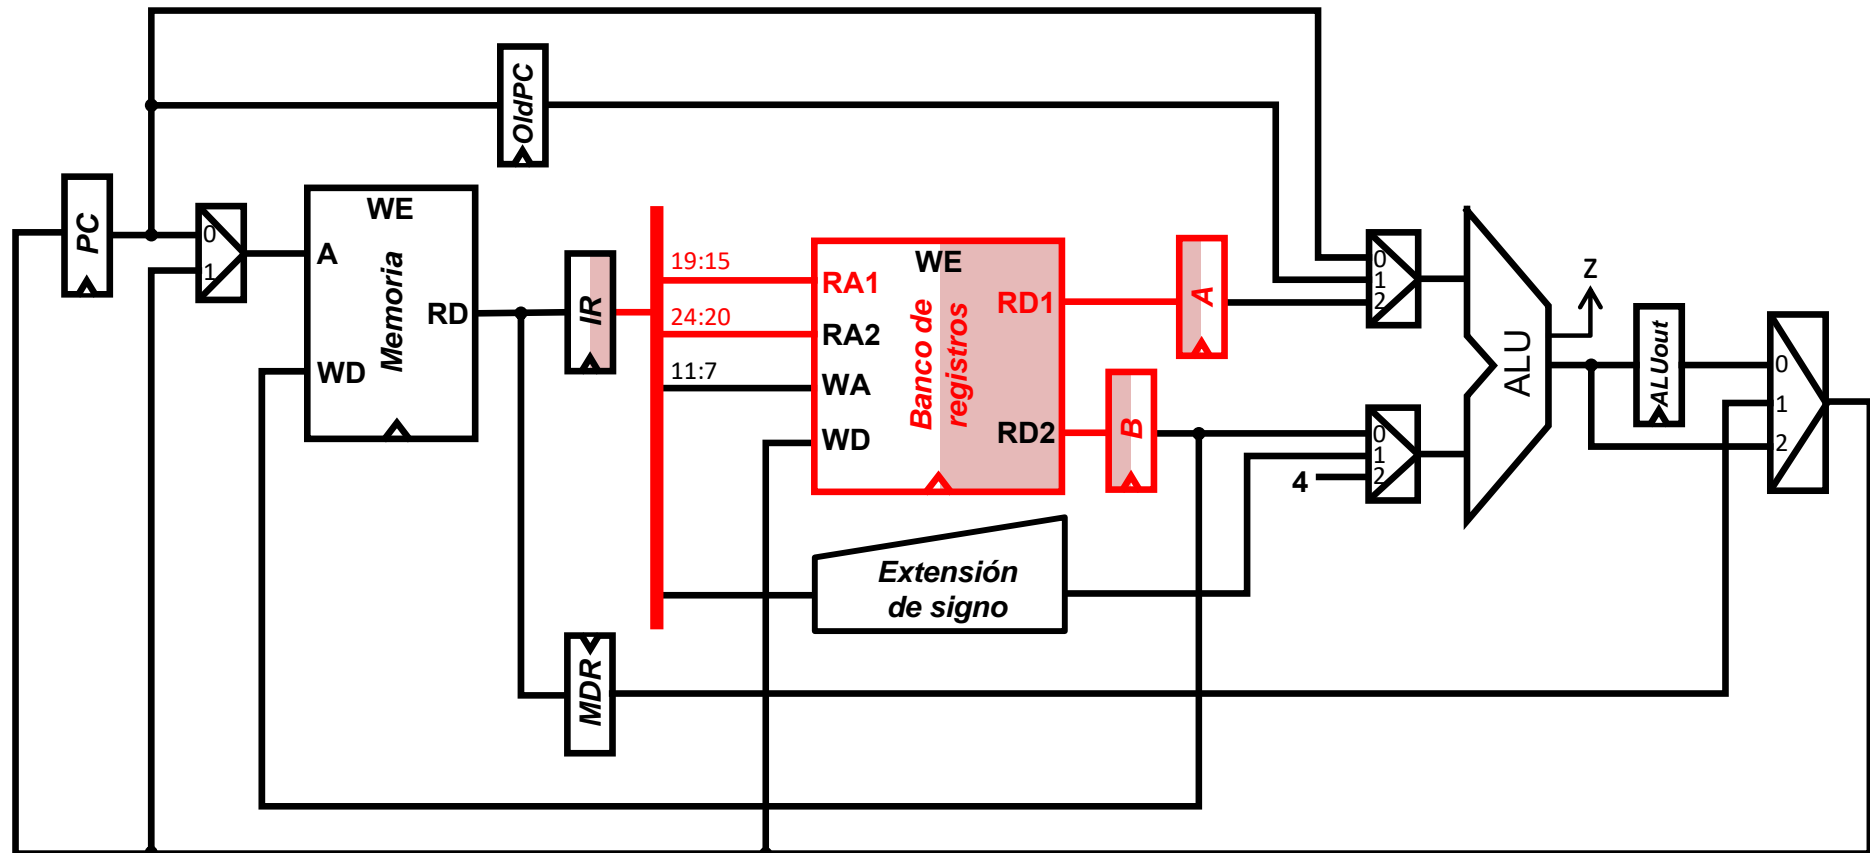 OldPC
PC
0
1
WE
A
Memoria
RD
WD
IR
19:15
24:20
11:7
WE
RA1
RA2
WA
WD
Banco de
registros
RD1
RD2
A
B
Extensión
de signo
MDR
0
1
2
0
1
2
4
ALU
Z
ALUout
0
1
2